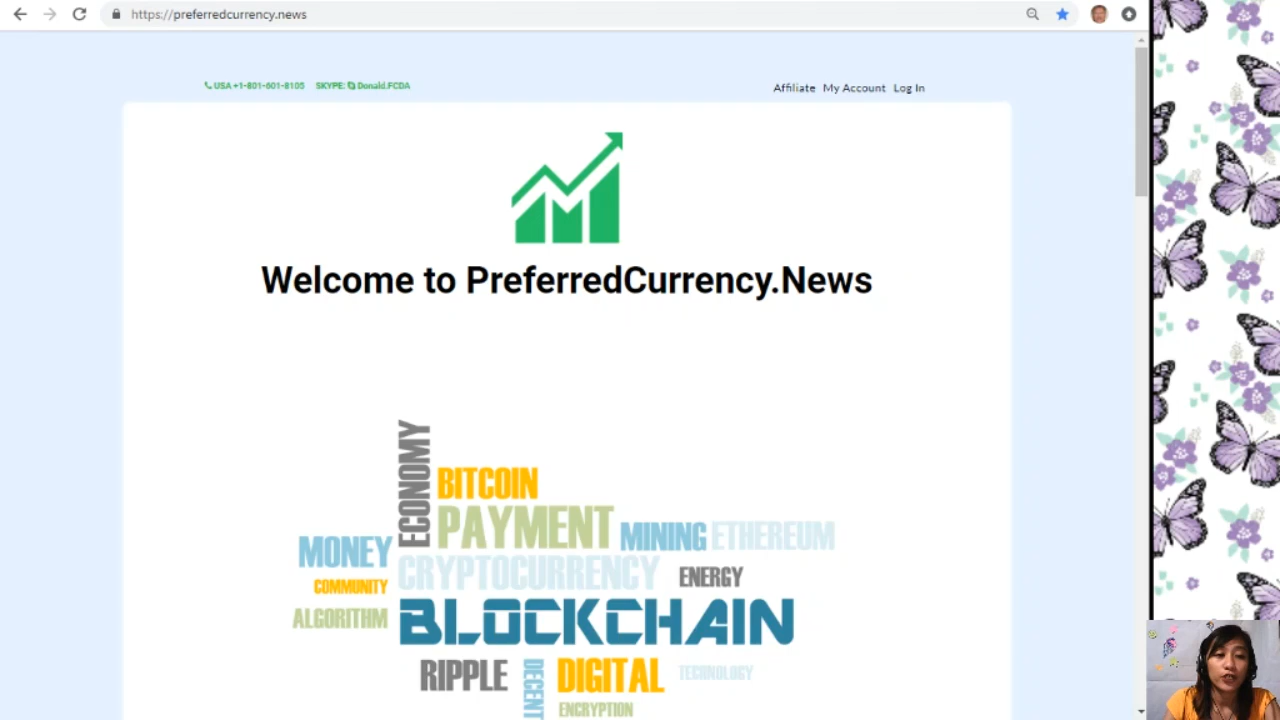 https://preferredcurrency.news
USA +1-801-601-8105 SKYPE: Donald.FCDA
Affiliate My Account Log In
Welcome to PreferredCurrency.News
ECONOMY
BITCOIN
PAYMENT
MINING ETHEREUM
MONEY
CRYPTOCURRENCY
ENERGY
COMMUNITY
ALGORITHM
BLOCKCHAIN
RIPPLE
DECENT
DIGITAL
TECHNOLOGY
ENCRYPTION